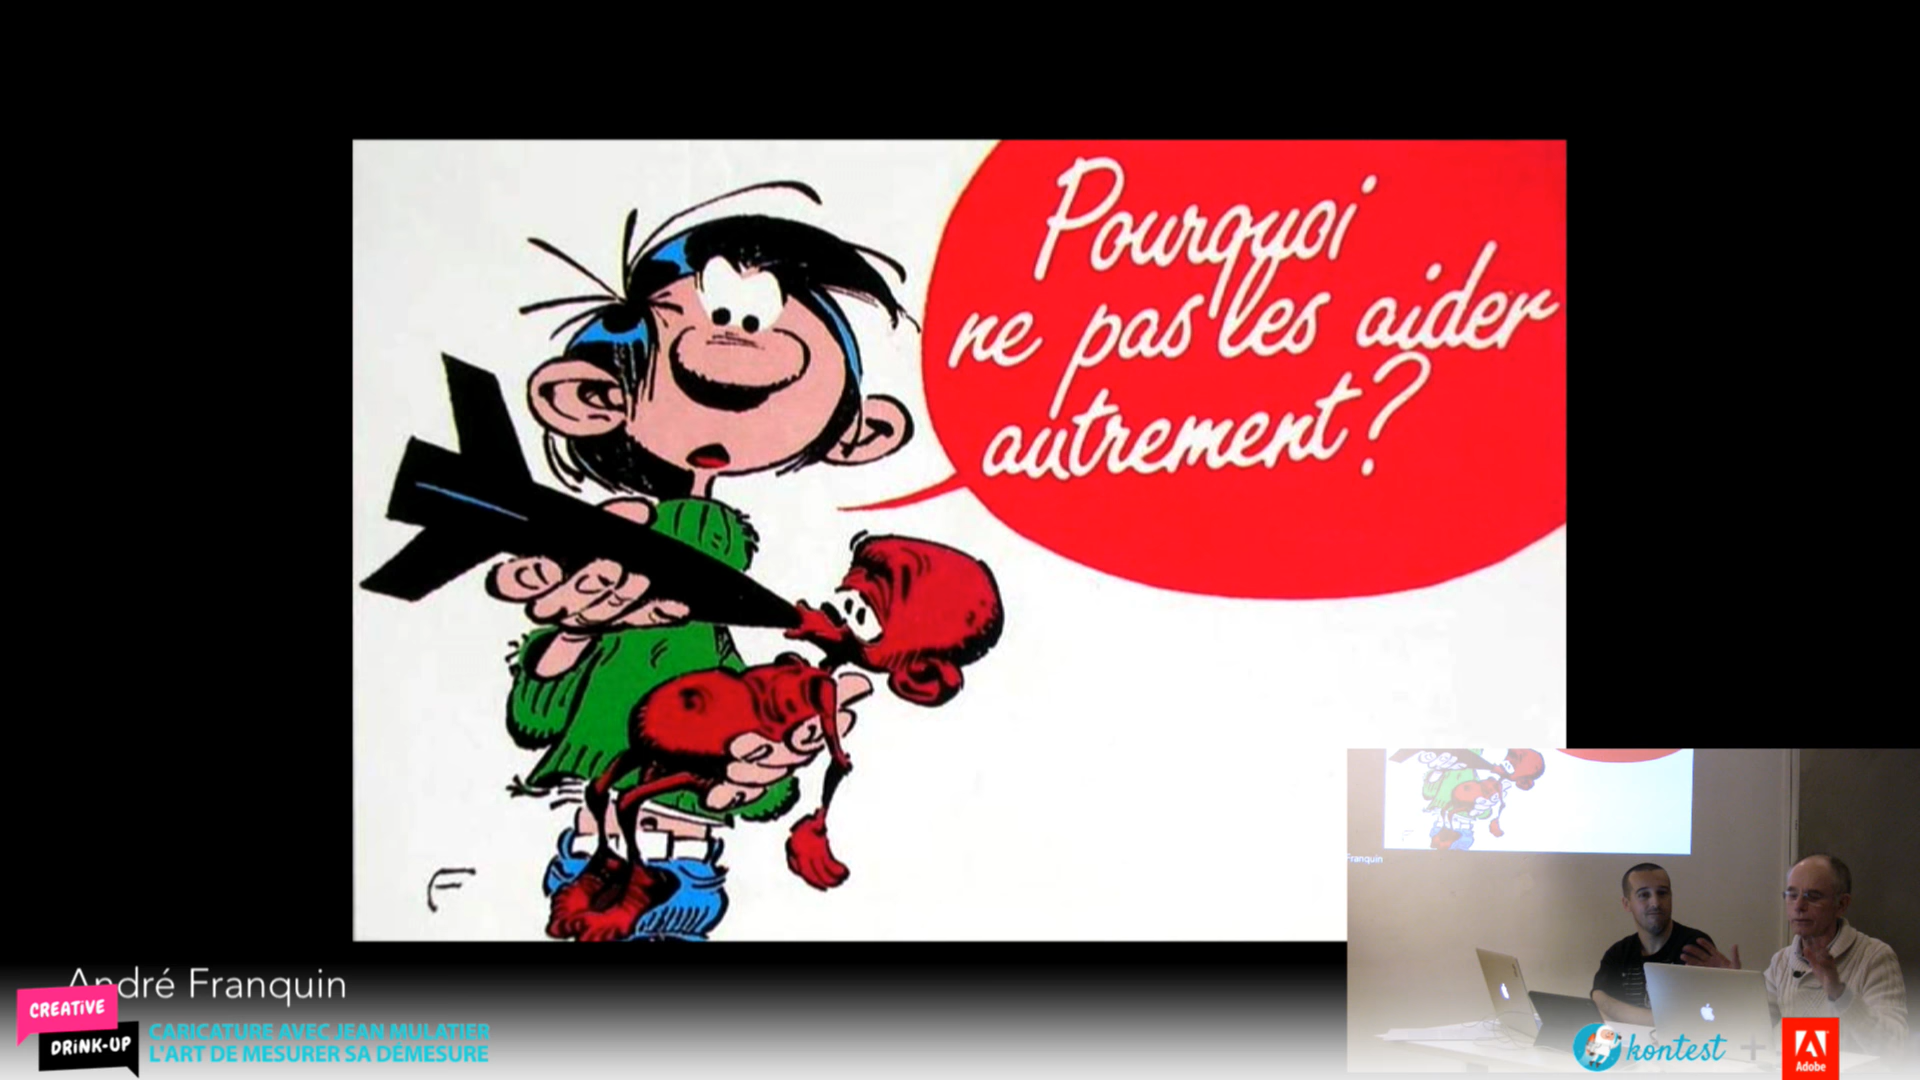 Pourquoi
ne pas les aider
autrement?
F
Franquin
André Franquin
CREATiVE
DRiNK-UP
CARICATURE AVEC JEAN MULATIER
L'ART DE MESURER SA DÉMESURE
kontest +
Adobe